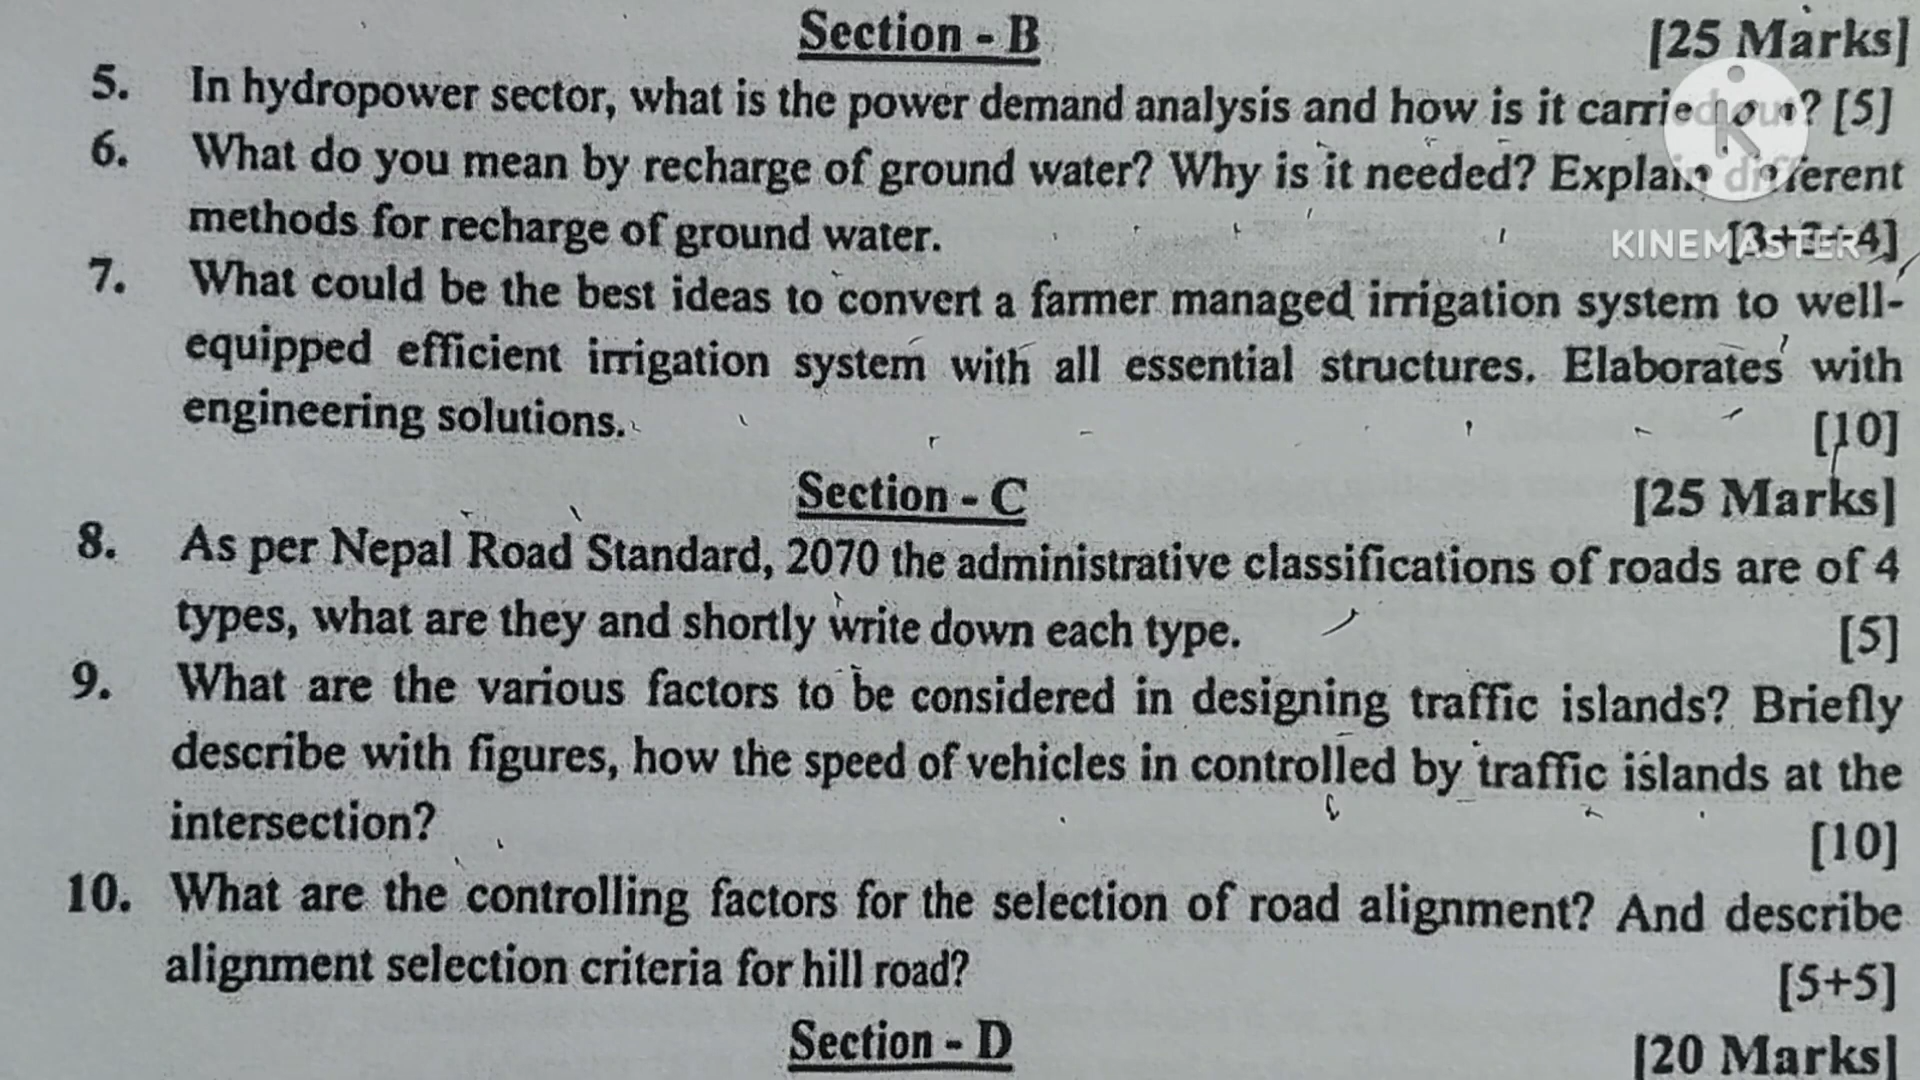 Section - B [25 Marks]
5. In hydropower sector, what is the power demand analysis and how is it carried out? [5]
6. What do you mean by recharge of ground water? Why is it needed? Explain different
methods for recharge of ground water. [3+3+4]
KINEMASTER
7. What could be the best ideas to convert a farmer managed irrigation system to well-
equipped efficient irrigation system with all essential structures. Elaborates with
engineering solutions. [10]
Section - C [25 Marks]
8. As per Nepal Road Standard, 2070 the administrative classifications of roads are of 4
types, what are they and shortly write down each type. [5]
9. What are the various factors to be considered in designing traffic islands? Briefly
describe with figures, how the speed of vehicles in controlled by traffic islands at the
intersection? [10]
10. What are the controlling factors for the selection of road alignment? And describe
alignment selection criteria for hill road? [5+5]
Section - D [20 Marks]